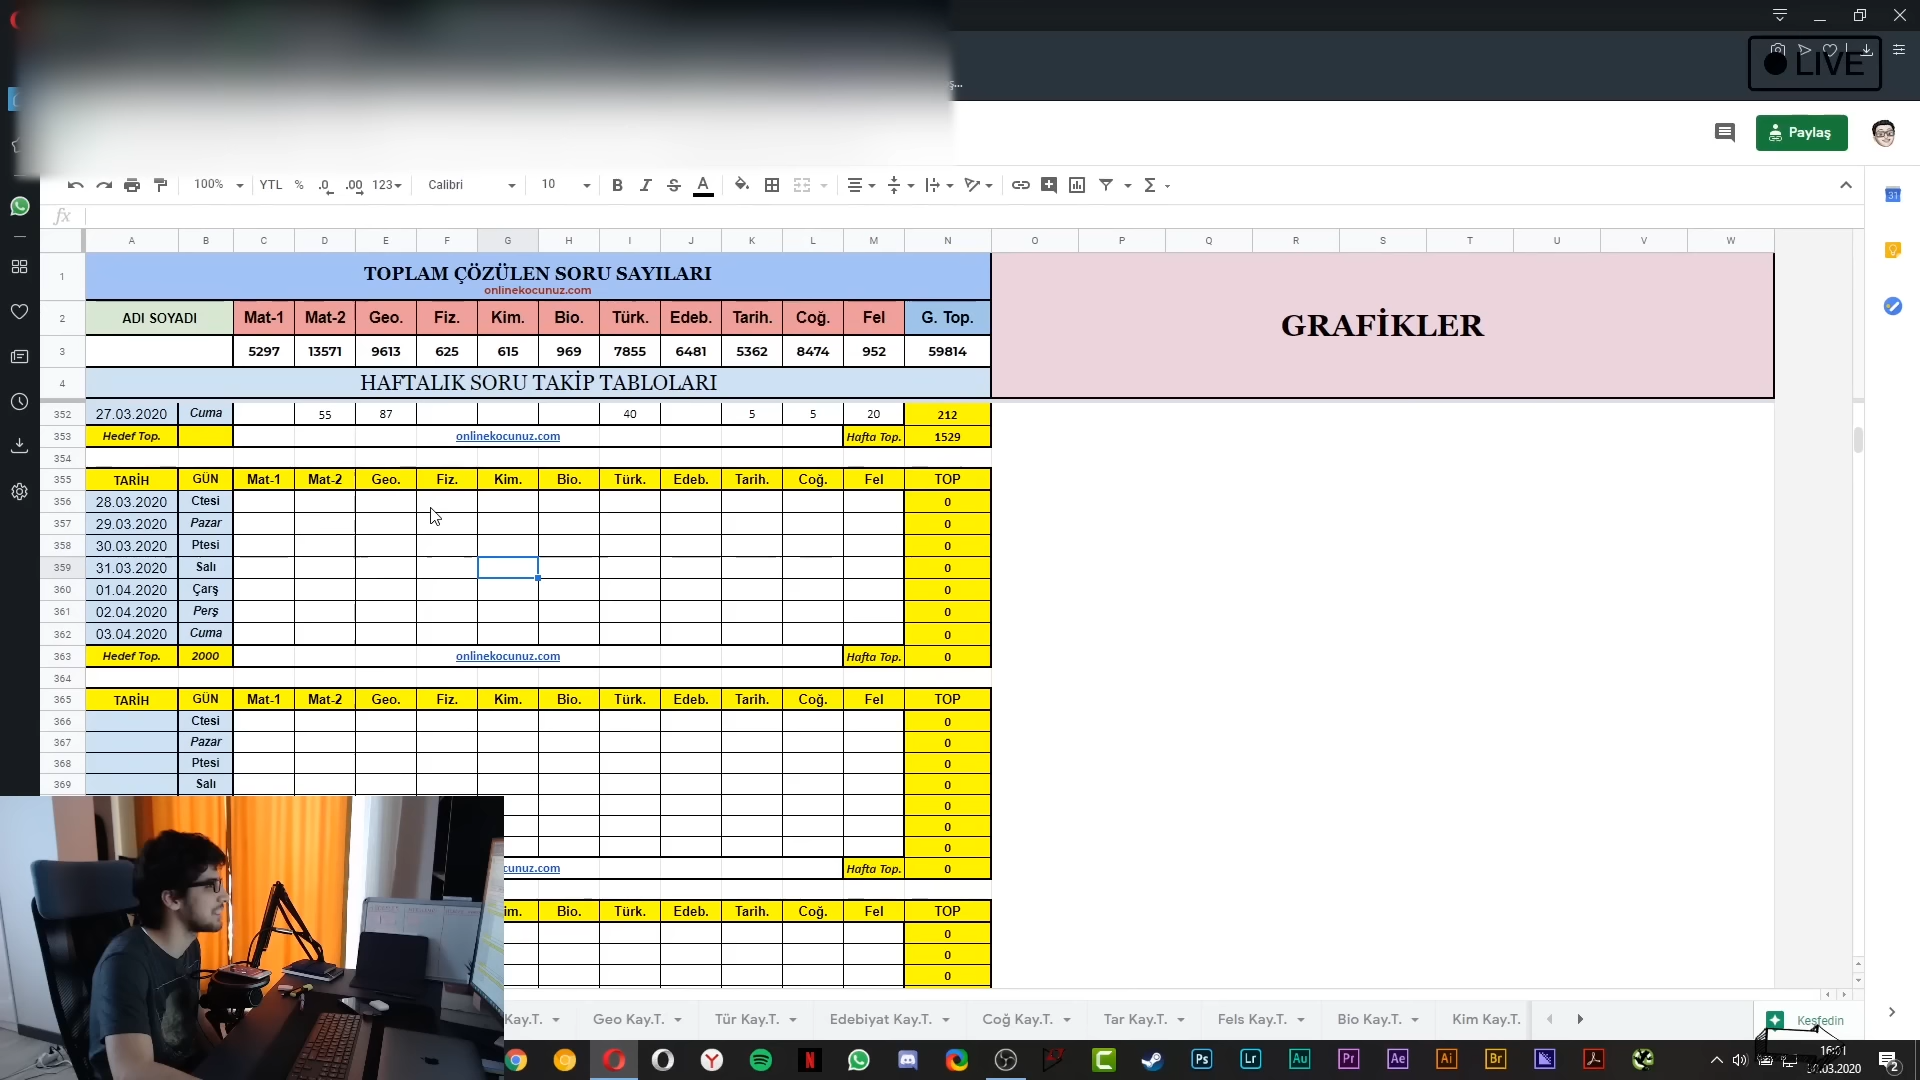 LIVE
Paylaş
100% YTL % .0 .00 123 Calibri 10 B I S A
fx
A B C D E F G H I J K L M N O P Q R S T U V W
1 TOPLAM ÇÖZÜLEN SORU SAYILARI
onlinekocunuz.com
GRAFİKLER
2 ADI SOYADI Mat-1 Mat-2 Geo. Fiz. Kim. Bio. Türk. Edeb. Tarih. Coğ. Fel G. Top.
3 5297 13571 9613 625 615 969 7855 6481 5362 8474 952 59814
4 HAFTALIK SORU TAKİP TABLOLARI
352 27.03.2020 Cuma 55 87 40 5 5 20 212
353 Hedef Top. onlinekocunuz.com Hafta Top. 1529
354
355 TARİH GÜN Mat-1 Mat-2 Geo. Fiz. Kim. Bio. Türk. Edeb. Tarih. Coğ. Fel TOP
356 28.03.2020 Ctesi 0
357 29.03.2020 Pazar 0
358 30.03.2020 Ptesi 0
359 31.03.2020 Salı 0
360 01.04.2020 Çarş 0
361 02.04.2020 Perş 0
362 03.04.2020 Cuma 0
363 Hedef Top. 2000 onlinekocunuz.com Hafta Top. 0
364
365 TARİH GÜN Mat-1 Mat-2 Geo. Fiz. Kim. Bio. Türk. Edeb. Tarih. Coğ. Fel TOP
366 Ctesi 0
367 Pazar 0
368 Ptesi 0
369 Salı 0
0
0
0
cunuz.com Hafta Top. 0
im. Bio. Türk. Edeb. Tarih. Coğ. Fel TOP
0
0
0
Kay.T. Geo Kay.T. Tür Kay.T. Edebiyat Kay.T. Coğ Kay.T. Tar Kay.T. Fels Kay.T. Bio Kay.T. Kim Kay.T. Keşfedin
Ps Lr Au Pr Ae Ai Br
2